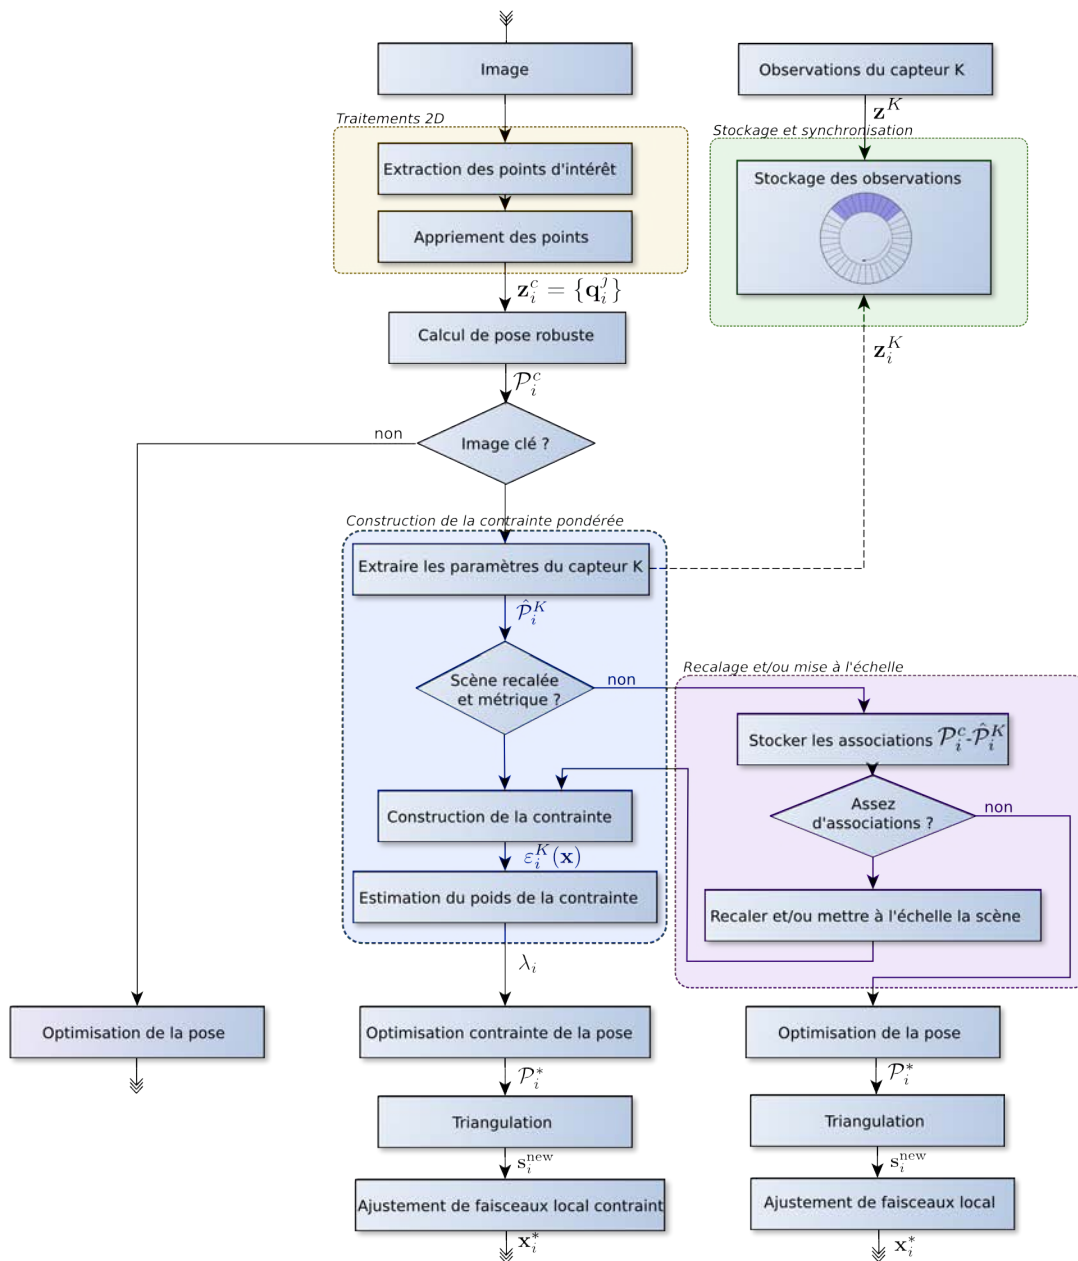 Image
Observations du capteur K
z^K
Traitements 2D
Stockage et synchronisation
Extraction des points d'intérêt
Stockage des observations
Appriement des points
z_i^c = {q_i^j}
Calcul de pose robuste
z_i^K
P_i^c
non
Image clé ?
Construction de la contrainte pondérée
Extraire les paramètres du capteur K
P̂_i^K
Scène recalée
et métrique ?
non
Recalage et/ou mise à l'échelle
Stocker les associations P_i^c-P̂_i^K
Construction de la contrainte
Assez
d'associations ?
non
ε_i^K(x)
Estimation du poids de la contrainte
Recaler et/ou mettre à l'échelle la scène
λ_i
Optimisation de la pose
Optimisation contrainte de la pose
Optimisation de la pose
P_i^*
P_i^*
Triangulation
Triangulation
s_i^new
s_i^new
Ajustement de faisceaux local contraint
Ajustement de faisceaux local
x_i^*
x_i^*